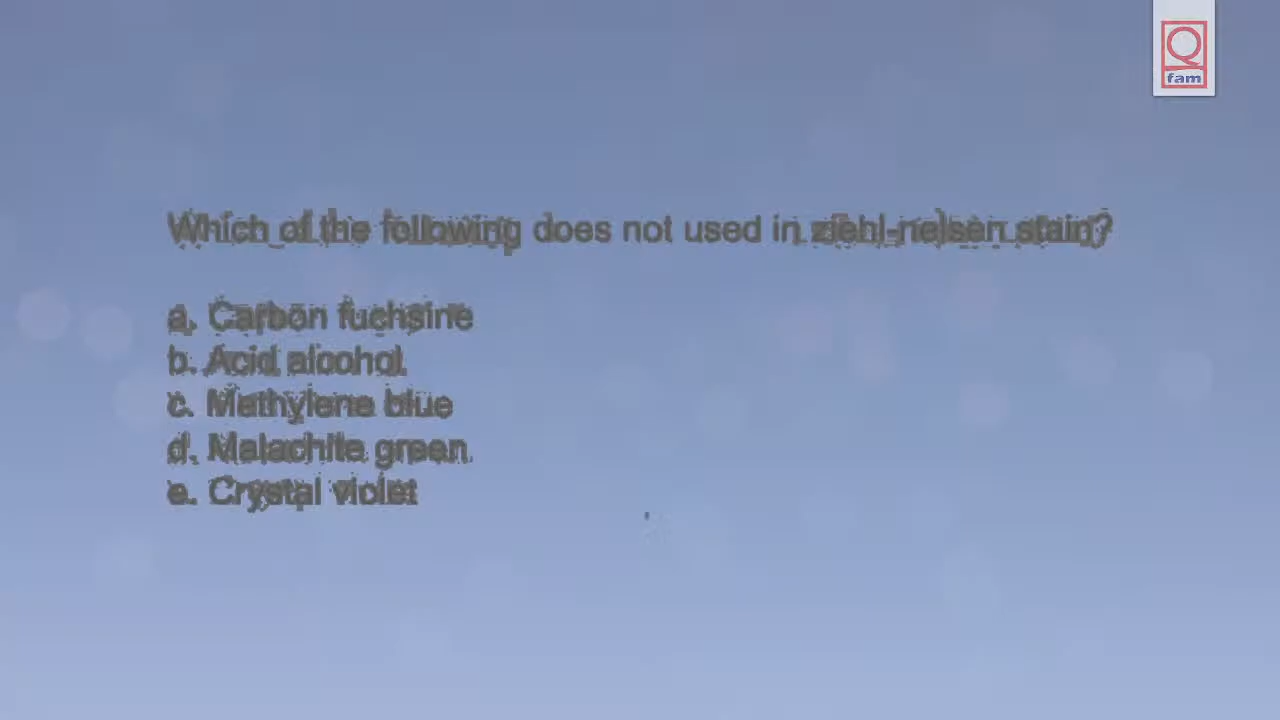 Q
fam
Which of the following does not used in ziehl-nelsen stain?
a. Carbon fuchsine
b. Acid alcohol
c. Methylene blue
d. Malachite green
e. Crystal violet